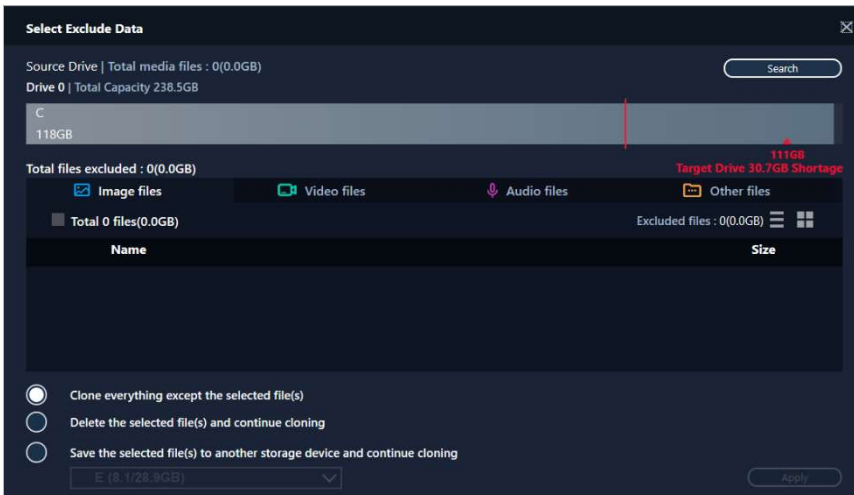 Select Exclude Data
Source Drive | Total media files : 0(0.0GB)
Search
Drive 0 | Total Capacity 238.5GB
C
118GB
111GB
Total files excluded : 0(0.0GB)
Target Drive 30.7GB Shortage
Image files
Video files
Audio files
Other files
Total 0 files(0.0GB)
Excluded files : 0(0.0GB)
Name
Size
Clone everything except the selected file(s)
Delete the selected file(s) and continue cloning
Save the selected file(s) to another storage device and continue cloning
E (8.1/28.9GB)
Apply